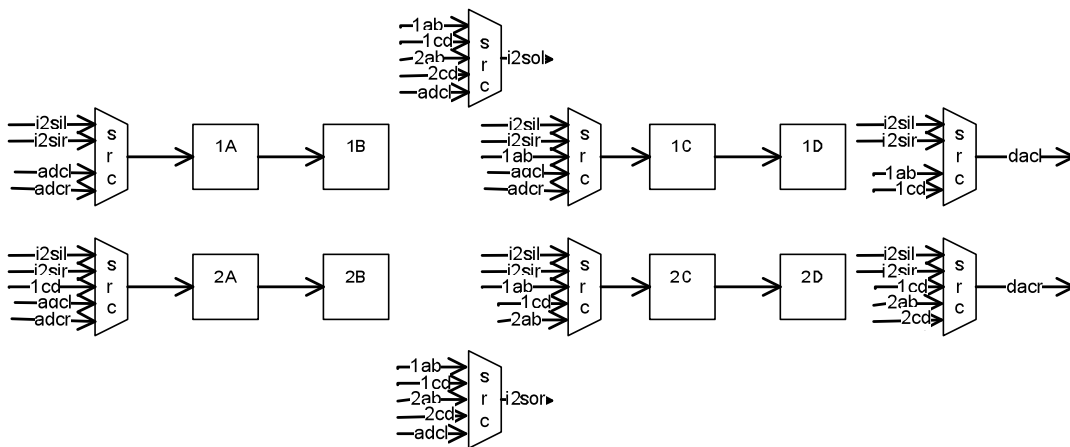 1ab
1cd
2ab
2cd
adcl
src
i2sol
i2sil
i2sir
adcl
adcr
src
1A
1B
i2sil
i2sir
1ab
adcl
adcr
src
1C
1D
i2sil
i2sir
1ab
1cd
src
dacl
i2sil
i2sir
1cd
adcl
adcr
src
2A
2B
i2sil
i2sir
1ab
1cd
2ab
src
2C
2D
i2sil
i2sir
1cd
2ab
2cd
src
dacr
1ab
1cd
2ab
2cd
adcl
src
i2sor